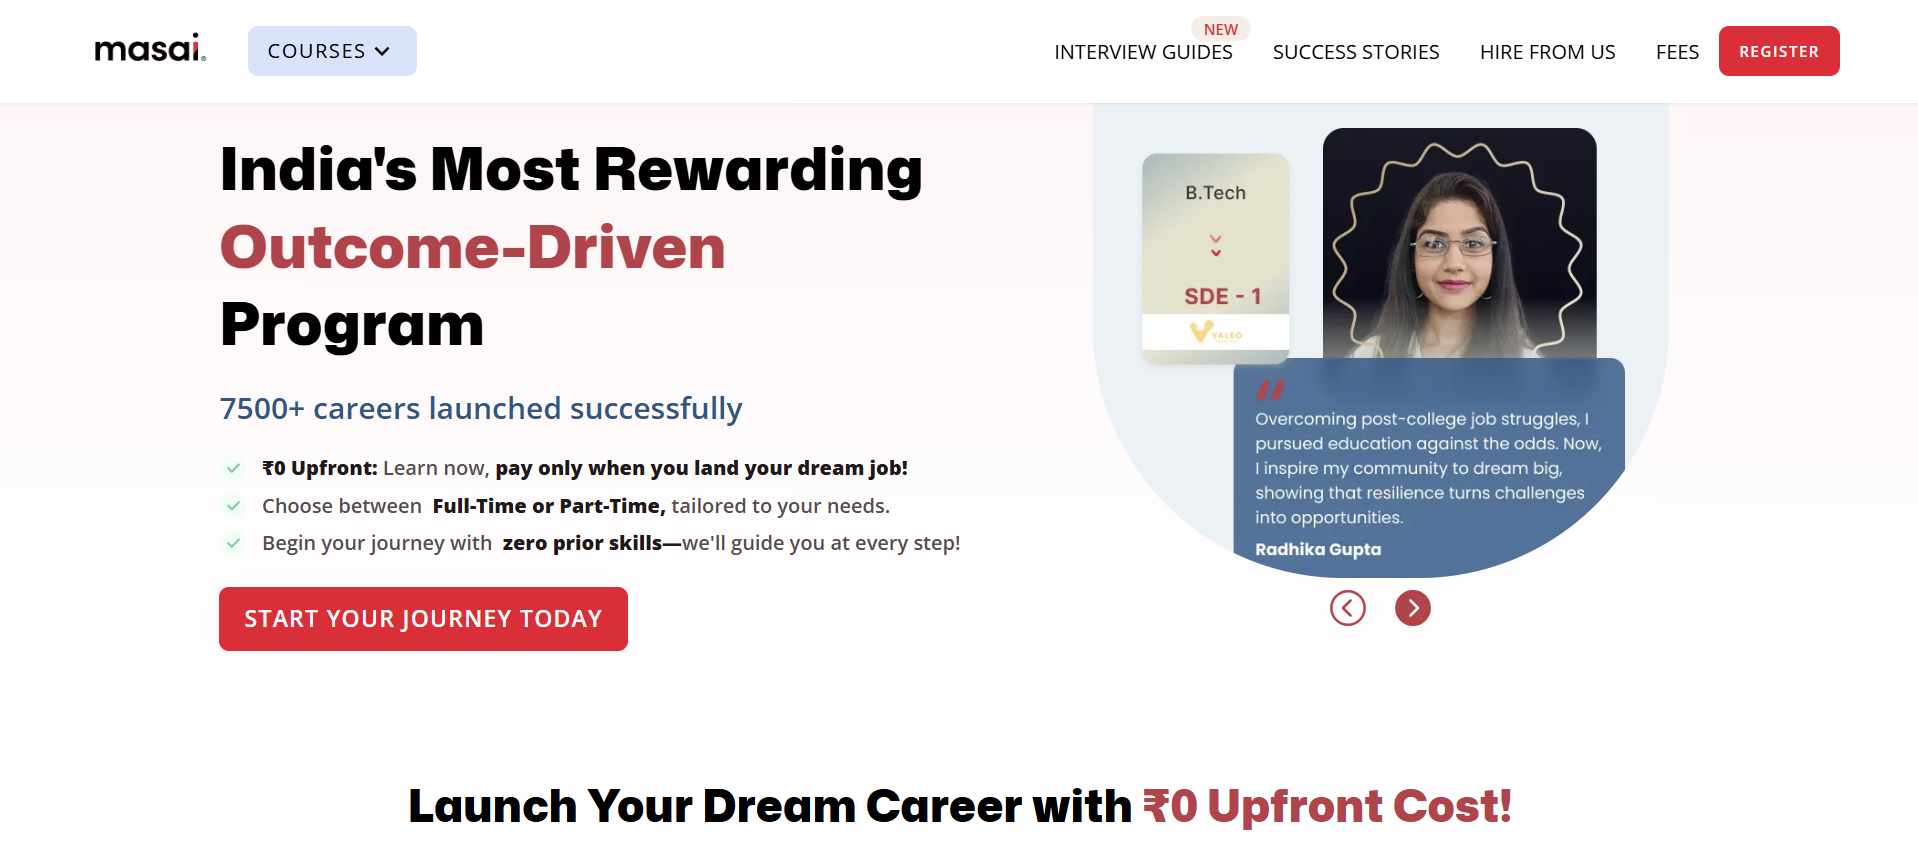 masai.
COURSES
NEW
INTERVIEW GUIDES
SUCCESS STORIES
HIRE FROM US
FEES
REGISTER
India's Most Rewarding
Outcome-Driven
Program
7500+ careers launched successfully
₹0 Upfront: Learn now, pay only when you land your dream job!
Choose between Full-Time or Part-Time, tailored to your needs.
Begin your journey with zero prior skills—we'll guide you at every step!
START YOUR JOURNEY TODAY
B.Tech
SDE - 1
VALEO
Overcoming post-college job struggles, I
pursued education against the odds. Now,
I inspire my community to dream big,
showing that resilience turns challenges
into opportunities.
Radhika Gupta
Launch Your Dream Career with ₹0 Upfront Cost!